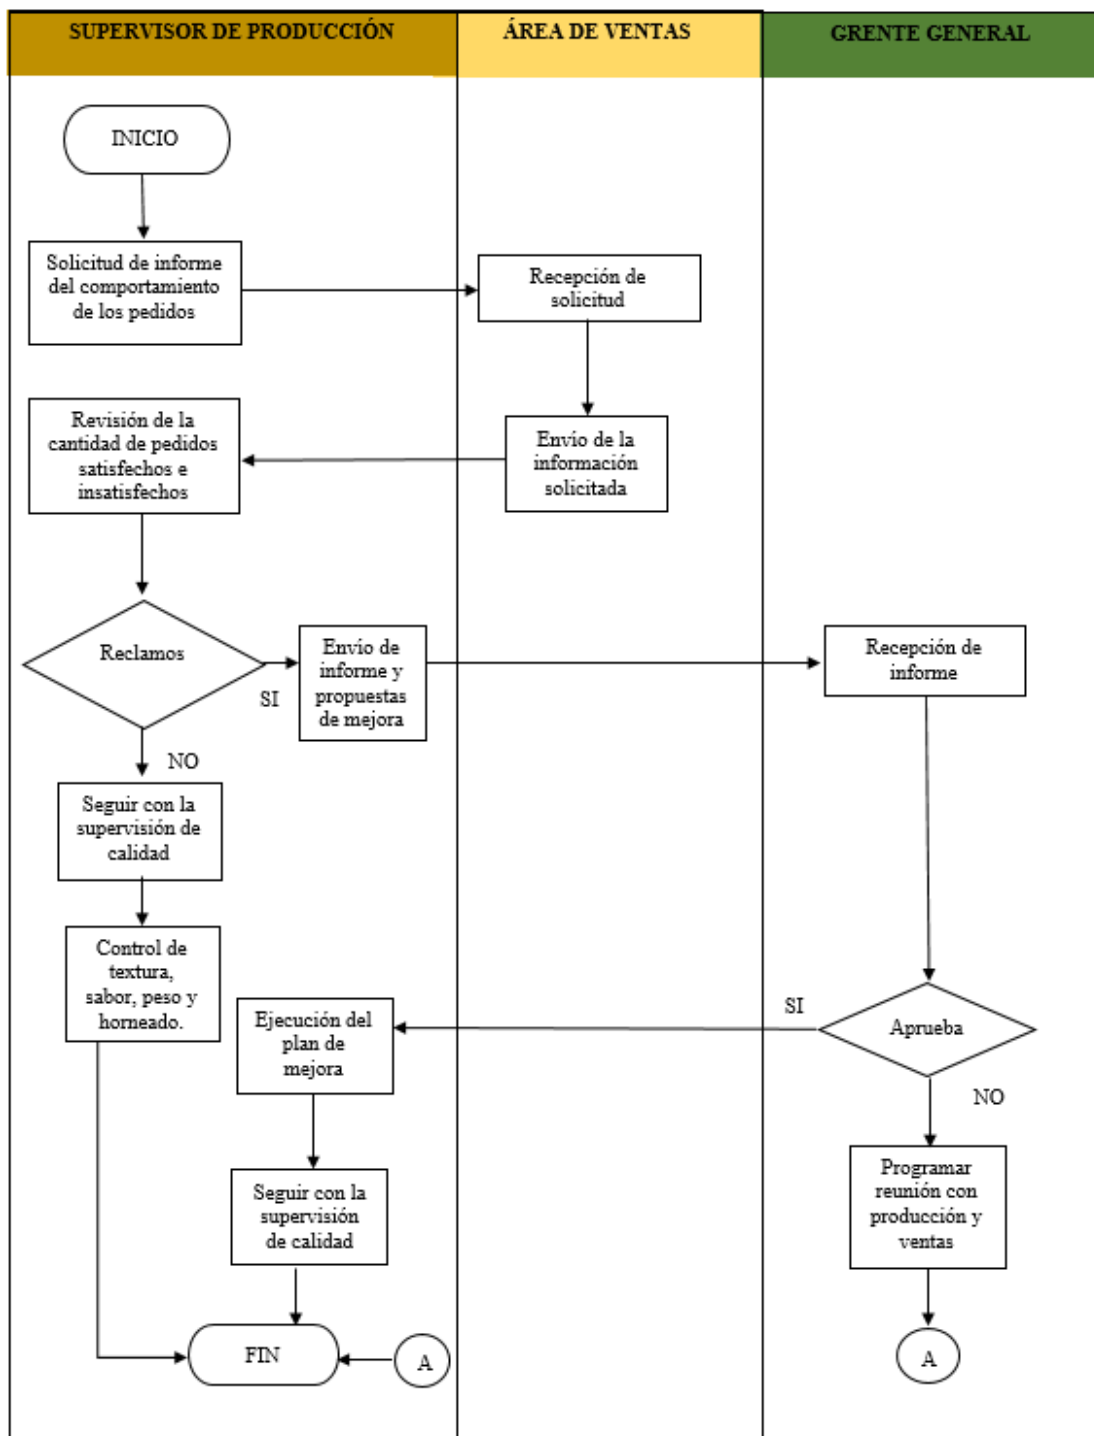 SUPERVISOR DE PRODUCCIÓN
ÁREA DE VENTAS
GRENTE GENERAL
INICIO
Solicitud de informe
del comportamiento
de los pedidos
Recepción de
solicitud
Revisión de la
cantidad de pedidos
satisfechos e
insatisfechos
Envío de la
información
solicitada
Reclamos
SI
Envío de
informe y
propuestas
de mejora
Recepción de
informe
NO
Seguir con la
supervisión de
calidad
Control de
textura,
sabor, peso y
horneado.
Ejecución del
plan de
mejora
SI
Aprueba
NO
Seguir con la
supervisión
de calidad
Programar
reunión con
producción y
ventas
FIN
A
A